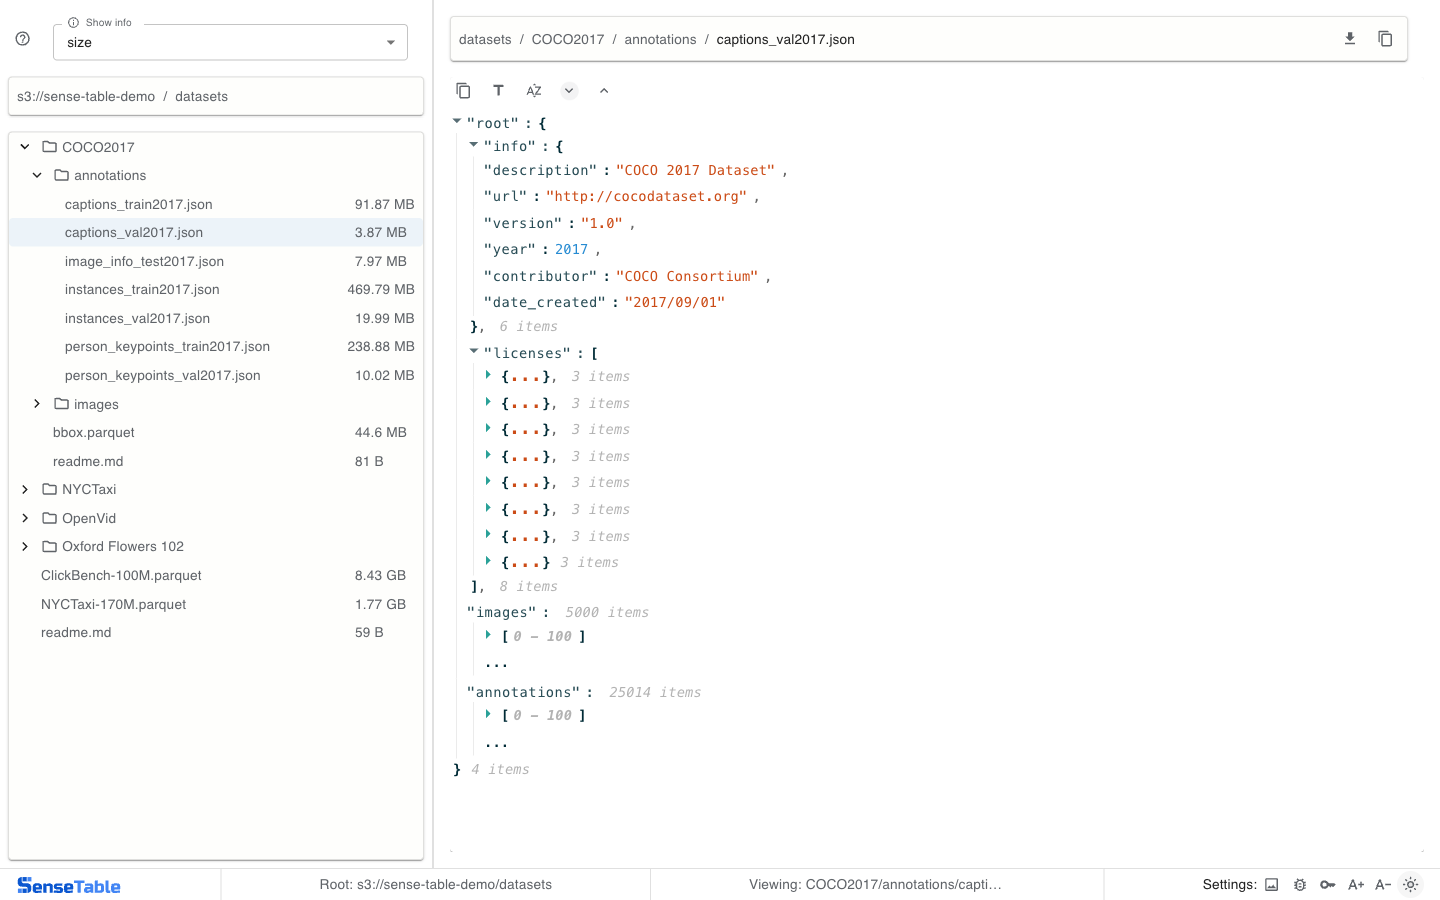 Show info
size
s3://sense-table-demo / datasets
COCO2017
annotations
captions_train2017.json 91.87 MB
captions_val2017.json 3.87 MB
image_info_test2017.json 7.97 MB
instances_train2017.json 469.79 MB
instances_val2017.json 19.99 MB
person_keypoints_train2017.json 238.88 MB
person_keypoints_val2017.json 10.02 MB
images
bbox.parquet 44.6 MB
readme.md 81 B
NYCTaxi
OpenVid
Oxford Flowers 102
ClickBench-100M.parquet 8.43 GB
NYCTaxi-170M.parquet 1.77 GB
readme.md 59 B
datasets / COCO2017 / annotations / captions_val2017.json
"root" : {
"info" : {
"description" : "COCO 2017 Dataset" ,
"url" : "http://cocodataset.org" ,
"version" : "1.0" ,
"year" : 2017 ,
"contributor" : "COCO Consortium" ,
"date_created" : "2017/09/01"
}, 6 items
"licenses" : [
{...}, 3 items
{...}, 3 items
{...}, 3 items
{...}, 3 items
{...}, 3 items
{...}, 3 items
{...}, 3 items
{...} 3 items
], 8 items
"images" : 5000 items
[ 0 - 100 ]
...
"annotations" : 25014 items
[ 0 - 100 ]
...
} 4 items
SenseTable
Root: s3://sense-table-demo/datasets
Viewing: COCO2017/annotations/capti...
Settings: A+ A-